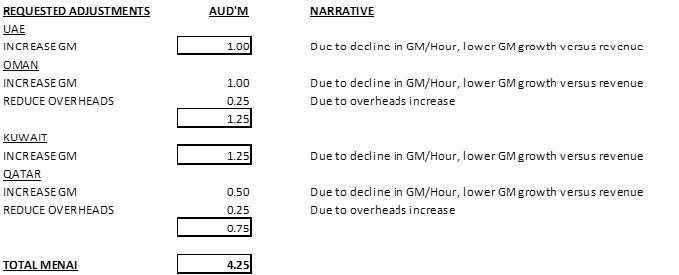 REQUESTED ADJUSTMENTS AUD'M NARRATIVE
UAE
INCREASE GM 1.00 Due to decline in GM/Hour, lower GM growth versus revenue
OMAN
INCREASE GM 1.00 Due to decline in GM/Hour, lower GM growth versus revenue
REDUCE OVERHEADS 0.25 Due to overheads increase
1.25
KUWAIT
INCREASE GM 1.25 Due to decline in GM/Hour, lower GM growth versus revenue
QATAR
INCREASE GM 0.50 Due to decline in GM/Hour, lower GM growth versus revenue
REDUCE OVERHEADS 0.25 Due to overheads increase
0.75
TOTAL MENAI 4.25